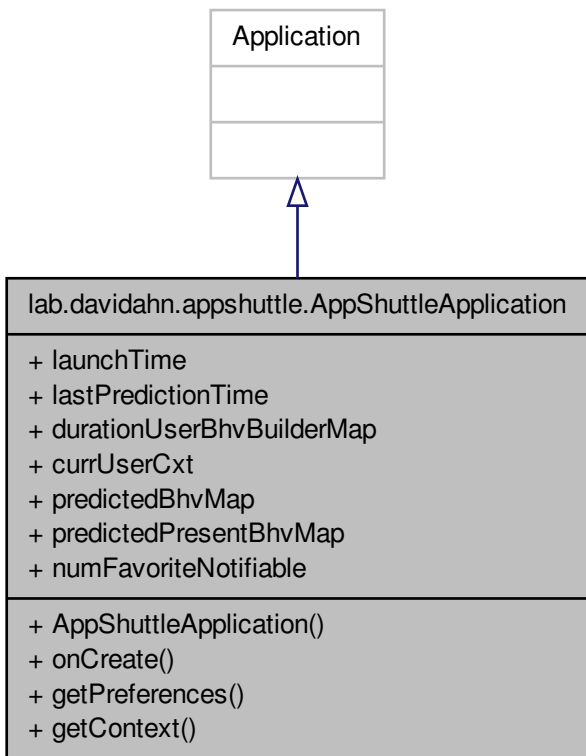 Application
lab.davidahn.appshuttle.AppShuttleApplication
+ launchTime
+ lastPredictionTime
+ durationUserBhvBuilderMap
+ currUserCxt
+ predictedBhvMap
+ predictedPresentBhvMap
+ numFavoriteNotifiable
+ AppShuttleApplication()
+ onCreate()
+ getPreferences()
+ getContext()